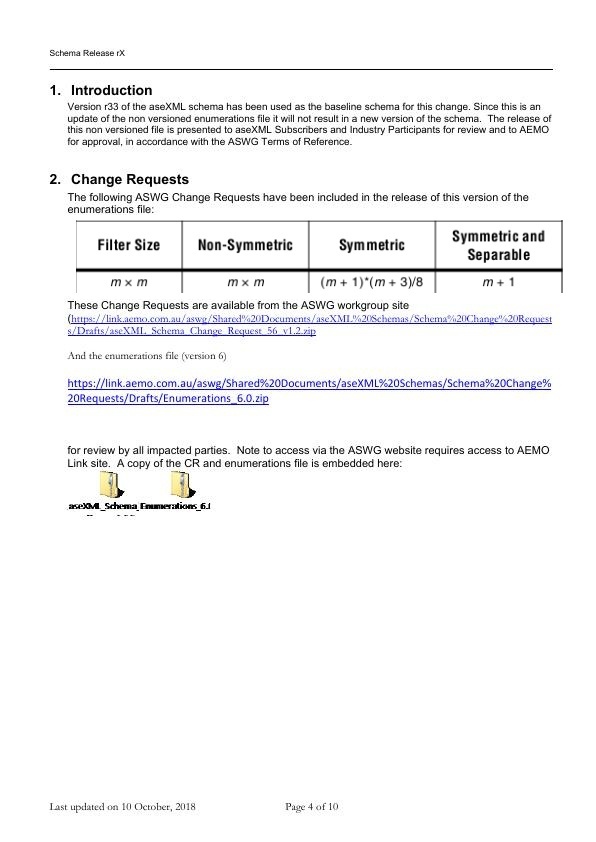 Schema Release rX
1. Introduction
Version r33 of the aseXML schema has been used as the baseline schema for this change. Since this is an
update of the non versioned enumerations file it will not result in a new version of the schema. The release of
this non versioned file is presented to aseXML Subscribers and Industry Participants for review and to AEMO
for approval, in accordance with the ASWG Terms of Reference.
2. Change Requests
The following ASWG Change Requests have been included in the release of this version of the
enumerations file:
Filter Size Non-Symmetric Symmetric Symmetric and
Separable
m × m m × m (m + 1)*(m + 3)/8 m + 1
These Change Requests are available from the ASWG workgroup site
(https://link.aemo.com.au/aswg/Shared%20Documents/aseXML%20Schemas/Schema%20Change%20Request
s/Drafts/aseXML_Schema_Change_Request_56_v1.2.zip
And the enumerations file (version 6)
https://link.aemo.com.au/aswg/Shared%20Documents/aseXML%20Schemas/Schema%20Change%
20Requests/Drafts/Enumerations_6.0.zip
for review by all impacted parties. Note to access via the ASWG website requires access to AEMO
Link site. A copy of the CR and enumerations file is embedded here:
aseXML_Schema_Enumerations_6.0
Last updated on 10 October, 2018 Page 4 of 10